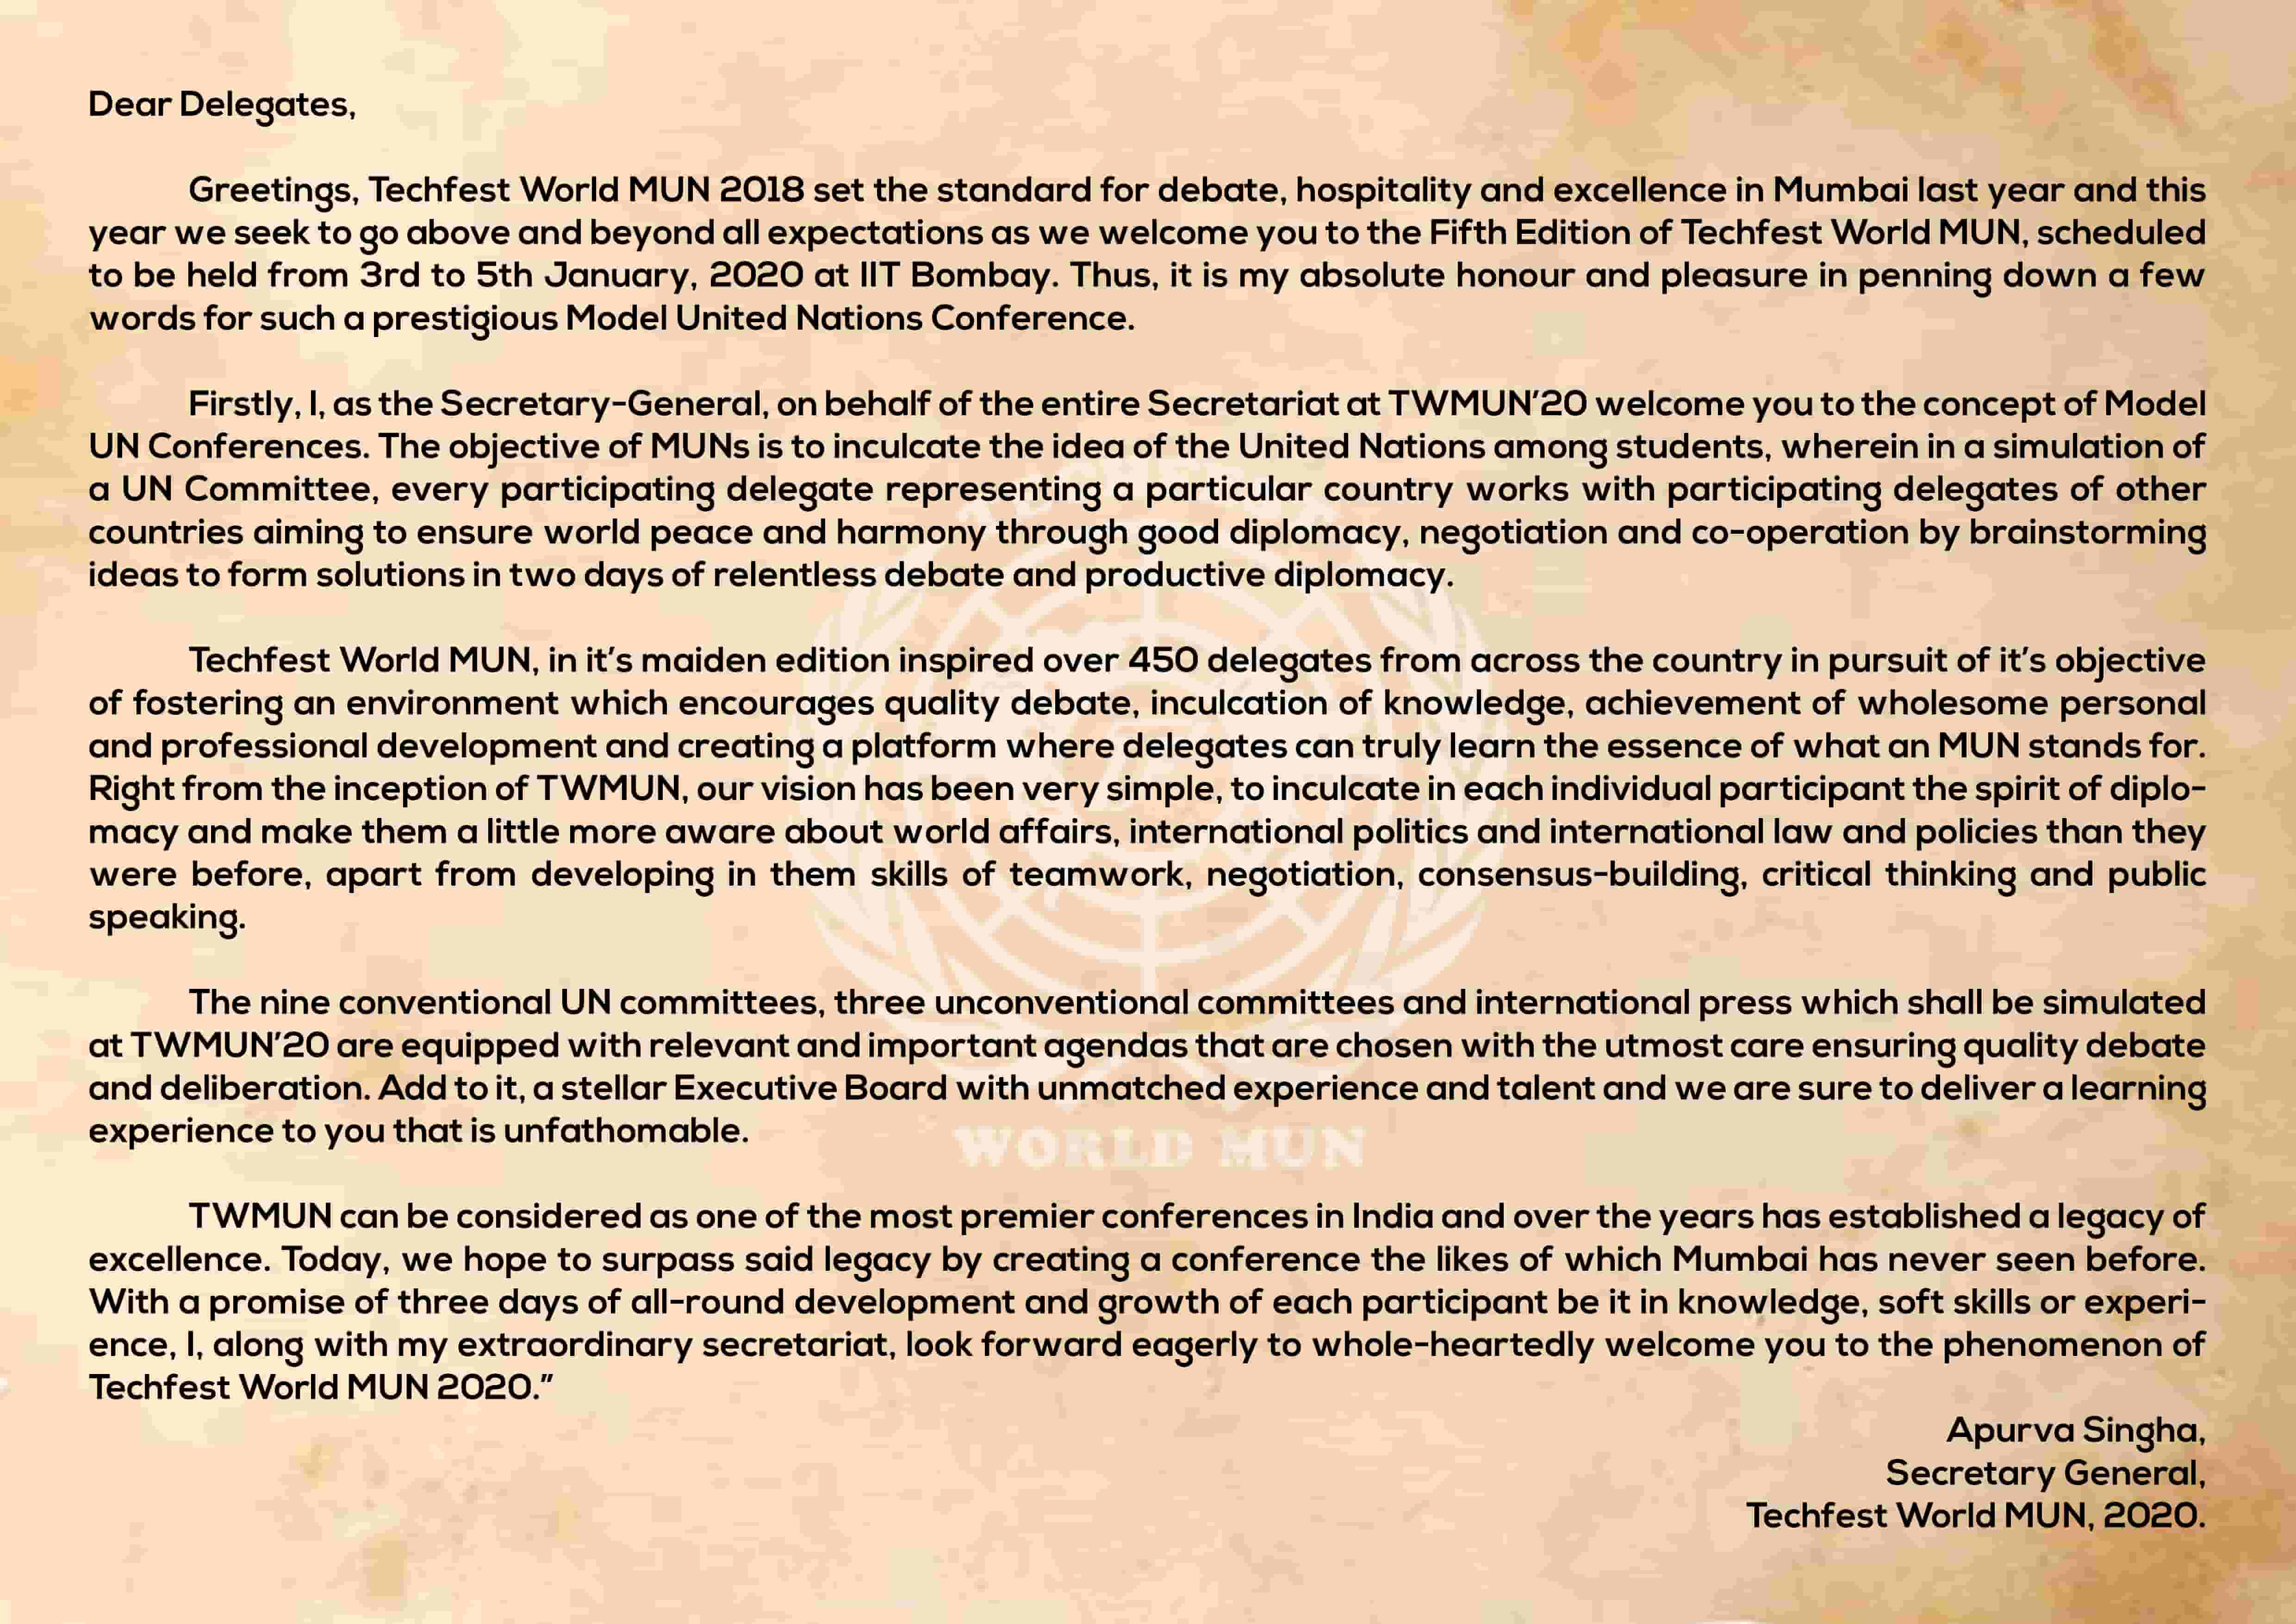 Dear Delegates,
Greetings, Techfest World MUN 2018 set the standard for debate, hospitality and excellence in Mumbai last year and this
year we seek to go above and beyond all expectations as we welcome you to the Fifth Edition of Techfest World MUN, scheduled
to be held from 3rd to 5th January, 2020 at IIT Bombay. Thus, it is my absolute honour and pleasure in penning down a few
words for such a prestigious Model United Nations Conference.
Firstly, I, as the Secretary-General, on behalf of the entire Secretariat at TWMUN'20 welcome you to the concept of Model
UN Conferences. The objective of MUNs is to inculcate the idea of the United Nations among students, wherein in a simulation of
a UN Committee, every participating delegate representing a particular country works with participating delegates of other
countries aiming to ensure world peace and harmony through good diplomacy, negotiation and co-operation by brainstorming
ideas to form solutions in two days of relentless debate and productive diplomacy.
Techfest World MUN, in it's maiden edition inspired over 450 delegates from across the country in pursuit of it's objective
of fostering an environment which encourages quality debate, inculcation of knowledge, achievement of wholesome personal
and professional development and creating a platform where delegates can truly learn the essence of what an MUN stands for.
Right from the inception of TWMUN, our vision has been very simple, to inculcate in each individual participant the spirit of diplo-
macy and make them a little more aware about world affairs, international politics and international law and policies than they
were before, apart from developing in them skills of teamwork, negotiation, consensus-building, critical thinking and public
speaking.
The nine conventional UN committees, three unconventional committees and international press which shall be simulated
at TWMUN'20 are equipped with relevant and important agendas that are chosen with the utmost care ensuring quality debate
and deliberation. Add to it, a stellar Executive Board with unmatched experience and talent and we are sure to deliver a learning
experience to you that is unfathomable.
WORLD MUN
TWMUN can be considered as one of the most premier conferences in India and over the years has established a legacy of
excellence. Today, we hope to surpass said legacy by creating a conference the likes of which Mumbai has never seen before.
With a promise of three days of all-round development and growth of each participant be it in knowledge, soft skills or experi-
ence, I, along with my extraordinary secretariat, look forward eagerly to whole-heartedly welcome you to the phenomenon of
Techfest World MUN 2020."
Apurva Singha,
Secretary General,
Techfest World MUN, 2020.